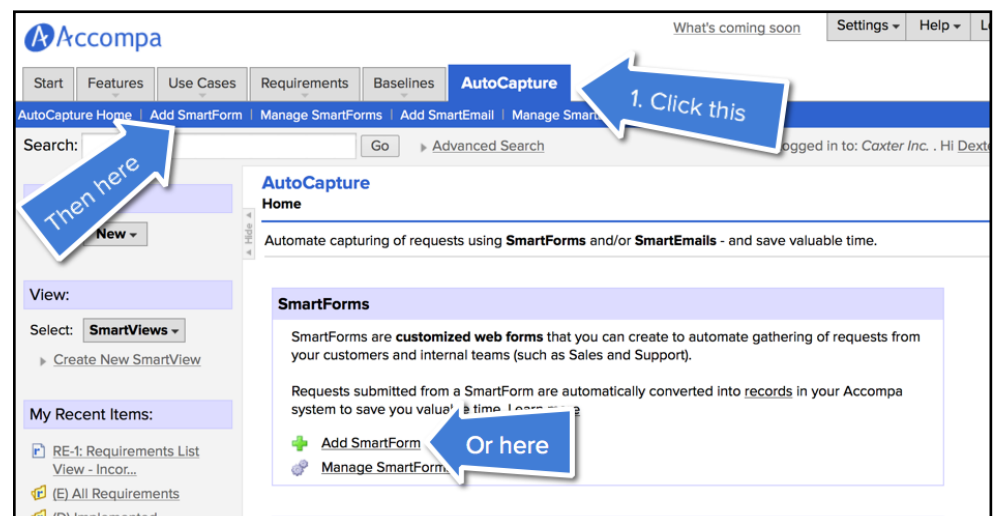 Accompa
What's coming soon
Settings
Help
Start
Features
Use Cases
Requirements
Baselines
AutoCapture
1. Click this
AutoCapture Home | Add SmartForm | Manage SmartForms | Add SmartEmail | Manage
Search:
Go
Advanced Search
in to: Caxter Inc. . Hi
Then here
New
Hide
AutoCapture
Home
Automate capturing of requests using SmartForms and/or SmartEmails - and save valuable time.
View:
Select: SmartViews
Create New SmartView
SmartForms
SmartForms are customized web forms that you can create to automate gathering of requests from
your customers and internal teams (such as Sales and Support).
Requests submitted from a SmartForm are automatically converted into records in your Accompa
system to save you valuable time. Learn more
My Recent Items:
Add SmartForm
Or here
Manage SmartForm
RE-1: Requirements List
View - Incor...
(E) All Requirements